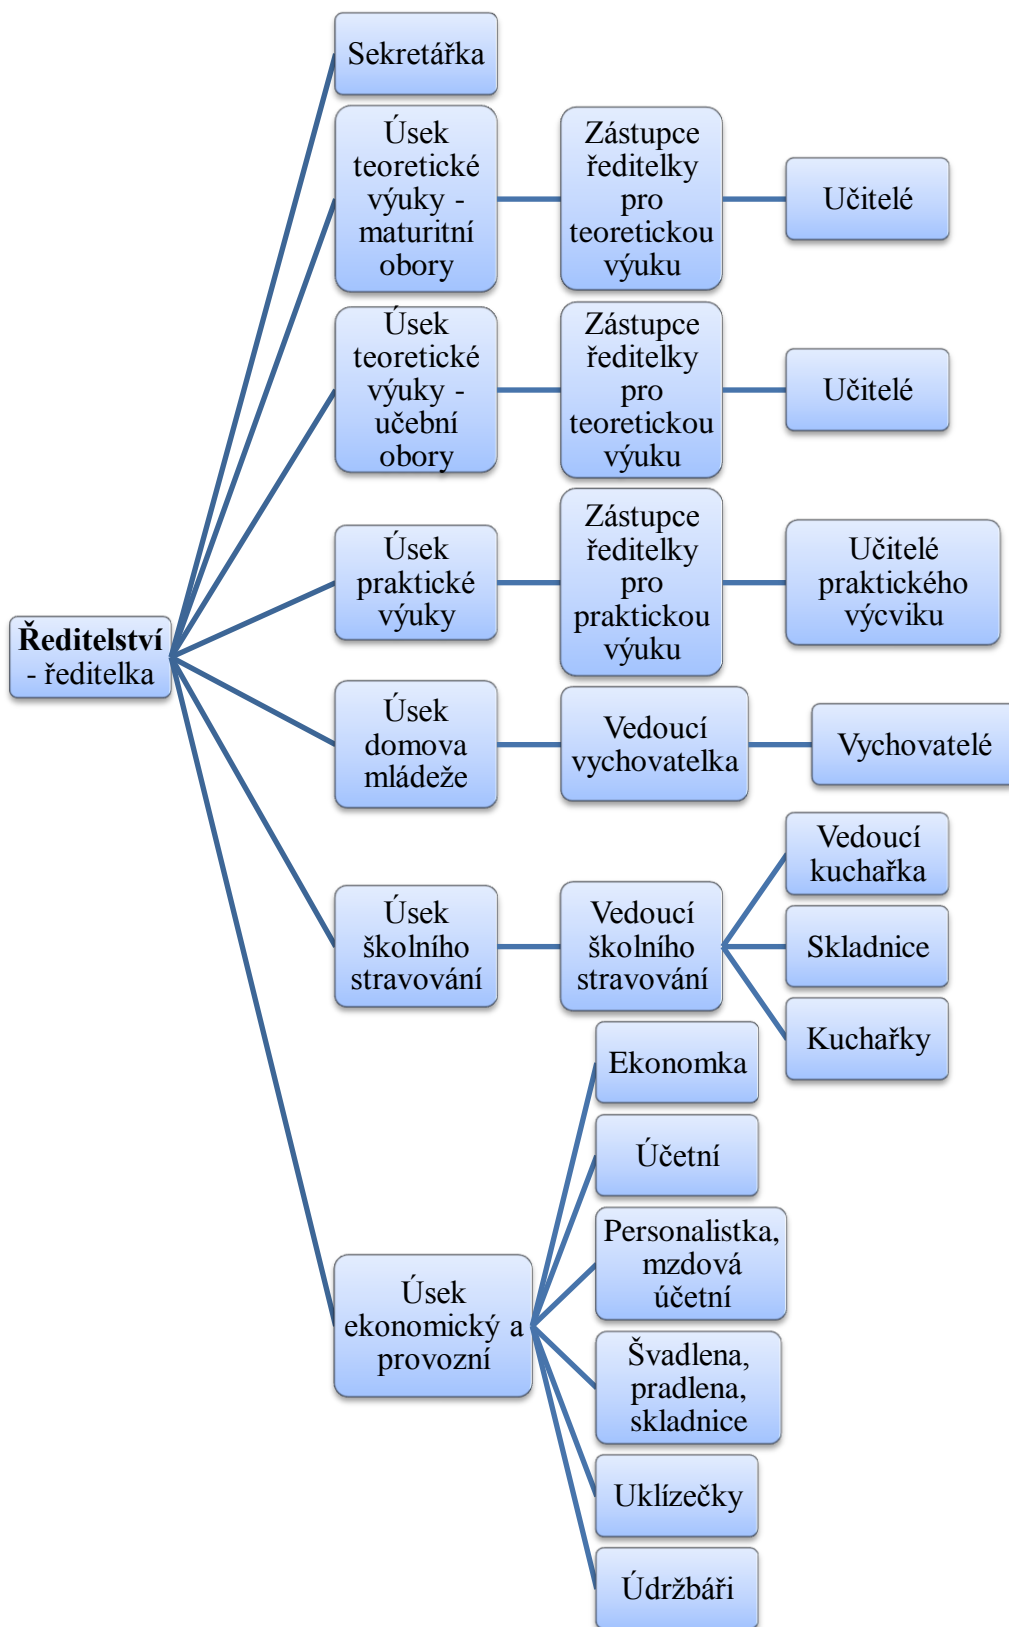 Sekretářka
Úsek
teoretické
výuky -
maturitní
obory
Zástupce
ředitelky
pro
teoretickou
výuku
Učitelé
Úsek
teoretické
výuky -
učební
obory
Zástupce
ředitelky
pro
teoretickou
výuku
Učitelé
Úsek
praktické
výuky
Zástupce
ředitelky
pro
praktickou
výuku
Učitelé
praktického
výcviku
Ředitelství
- ředitelka
Úsek
domova
mládeže
Vedoucí
vychovatelka
Vychovatelé
Úsek
školního
stravování
Vedoucí
školního
stravování
Vedoucí
kuchařka
Skladnice
Kuchařky
Úsek
ekonomický a
provozní
Ekonomka
Účetní
Personalistka,
mzdová
účetní
Švadlena,
pradlena,
skladnice
Uklízečky
Údržbáři